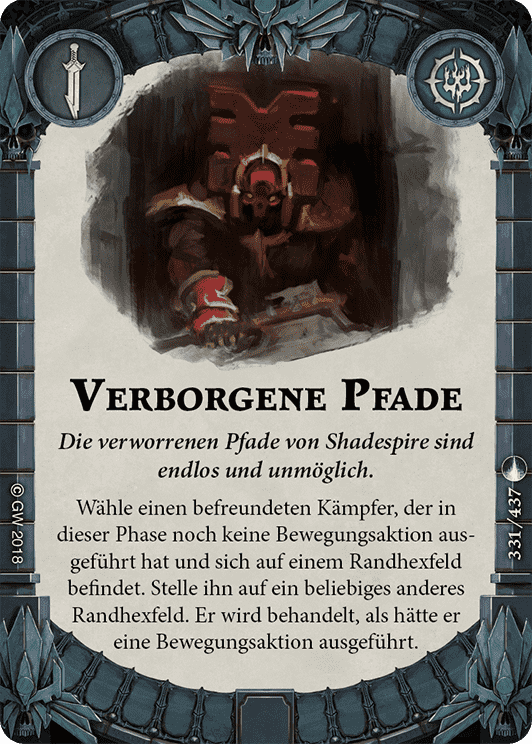 Verborgene Pfade
Die verworrenen Pfade von Shadespire sind
endlos und unmöglich.
Wähle einen befreundeten Kämpfer, der in
dieser Phase noch keine Bewegungsaktion aus-
geführt hat und sich auf einem Randhexfeld
befindet. Stelle ihn auf ein beliebiges anderes
Randhexfeld. Er wird behandelt, als hätte er
eine Bewegungsaktion ausgeführt.
© GW 2018
331/437